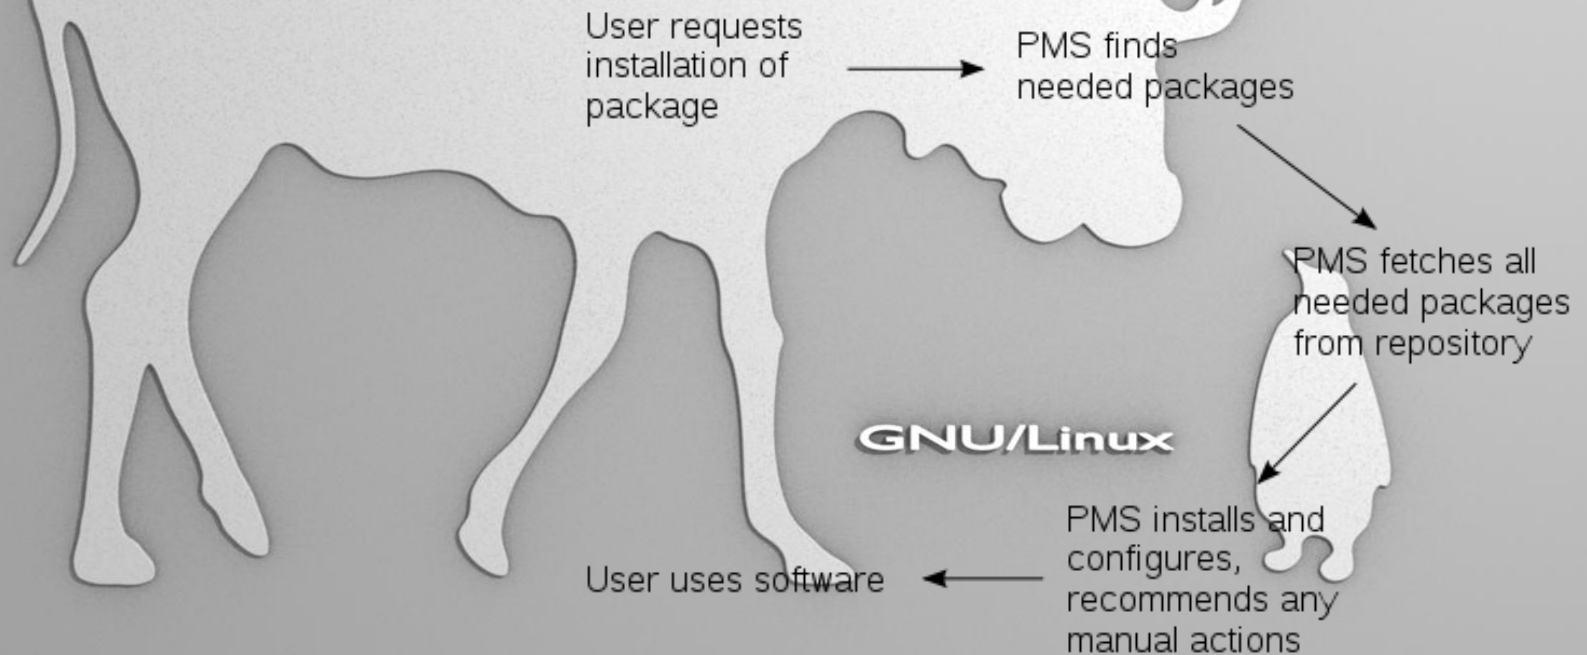 User requests
installation of
package
PMS finds
needed packages
PMS fetches all
needed packages
from repository
GNU/Linux
PMS installs and
configures,
recommends any
manual actions
User uses software